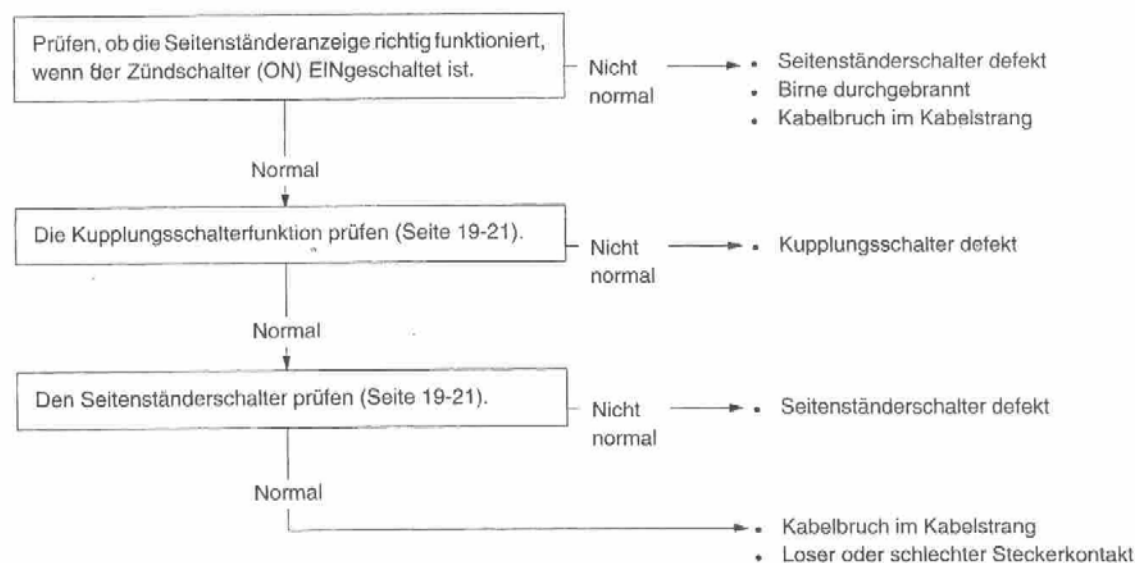 Prüfen, ob die Seitenständeranzeige richtig funktioniert,
wenn der Zündschalter (ON) EINgeschaltet ist.
Nicht
normal
• Seitenständerschalter defekt
• Birne durchgebrannt
• Kabelbruch im Kabelstrang
Normal
Die Kupplungsschalterfunktion prüfen (Seite 19-21).
Nicht
normal
• Kupplungsschalter defekt
Normal
Den Seitenständerschalter prüfen (Seite 19-21).
Nicht
normal
• Seitenständerschalter defekt
Normal
• Kabelbruch im Kabelstrang
• Loser oder schlechter Steckerkontakt